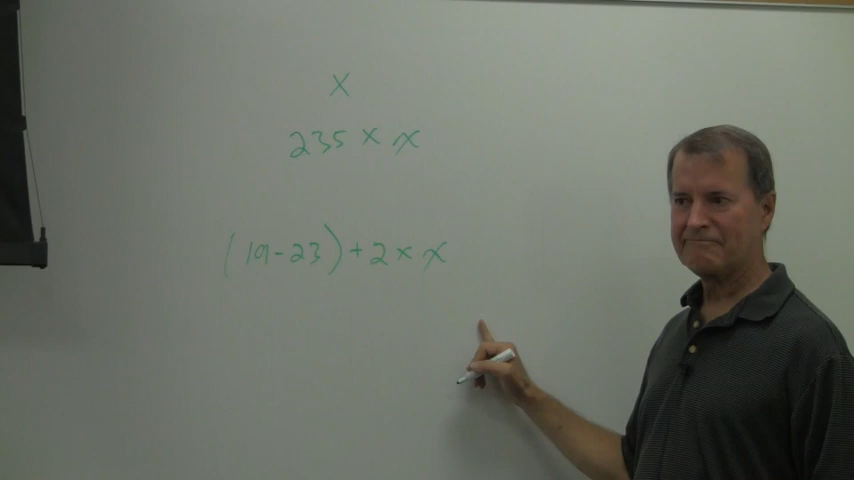 x
235 × x
(19-23) + 2 × x